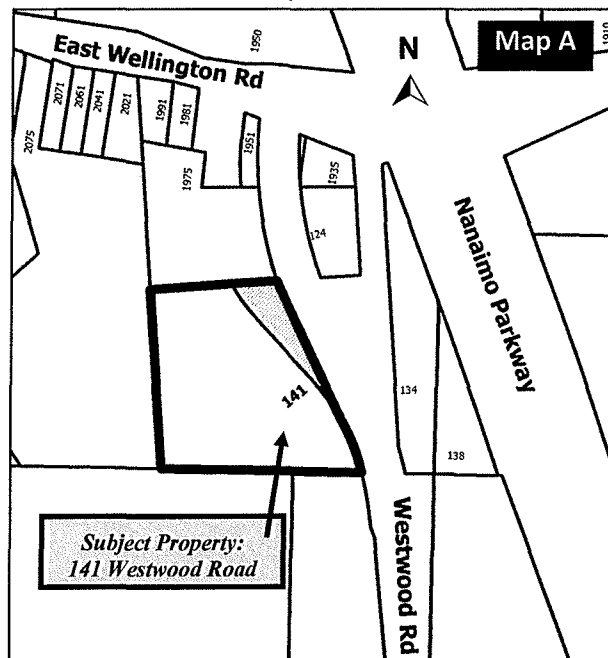 1950
1910
Map A
East Wellington Rd
N
2075
2071
2061
2041
2021
1991
1981
1951
1975
1935
124
Nanaimo Parkway
141
134
138
Subject Property:
141 Westwood Road
Westwood Rd